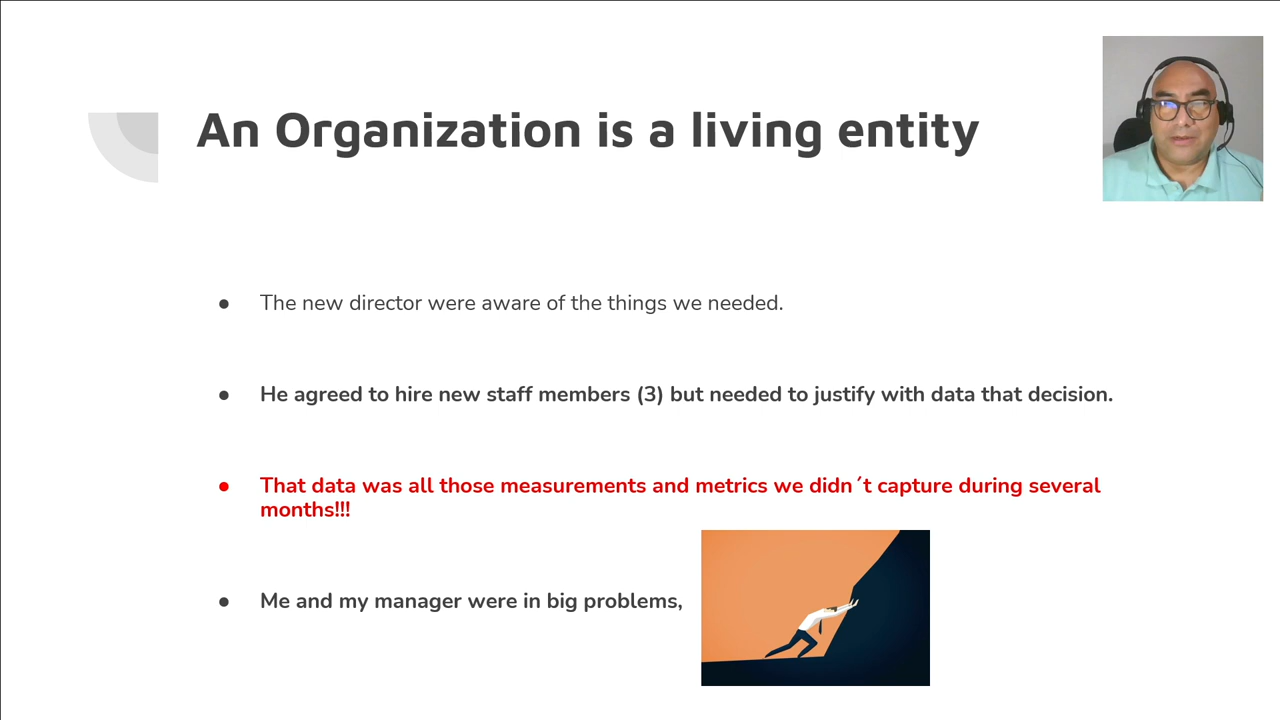 An Organization is a living entity
● The new director were aware of the things we needed.
● He agreed to hire new staff members (3) but needed to justify with data that decision.
● That data was all those measurements and metrics we didn´t capture during several
months!!!
● Me and my manager were in big problems,